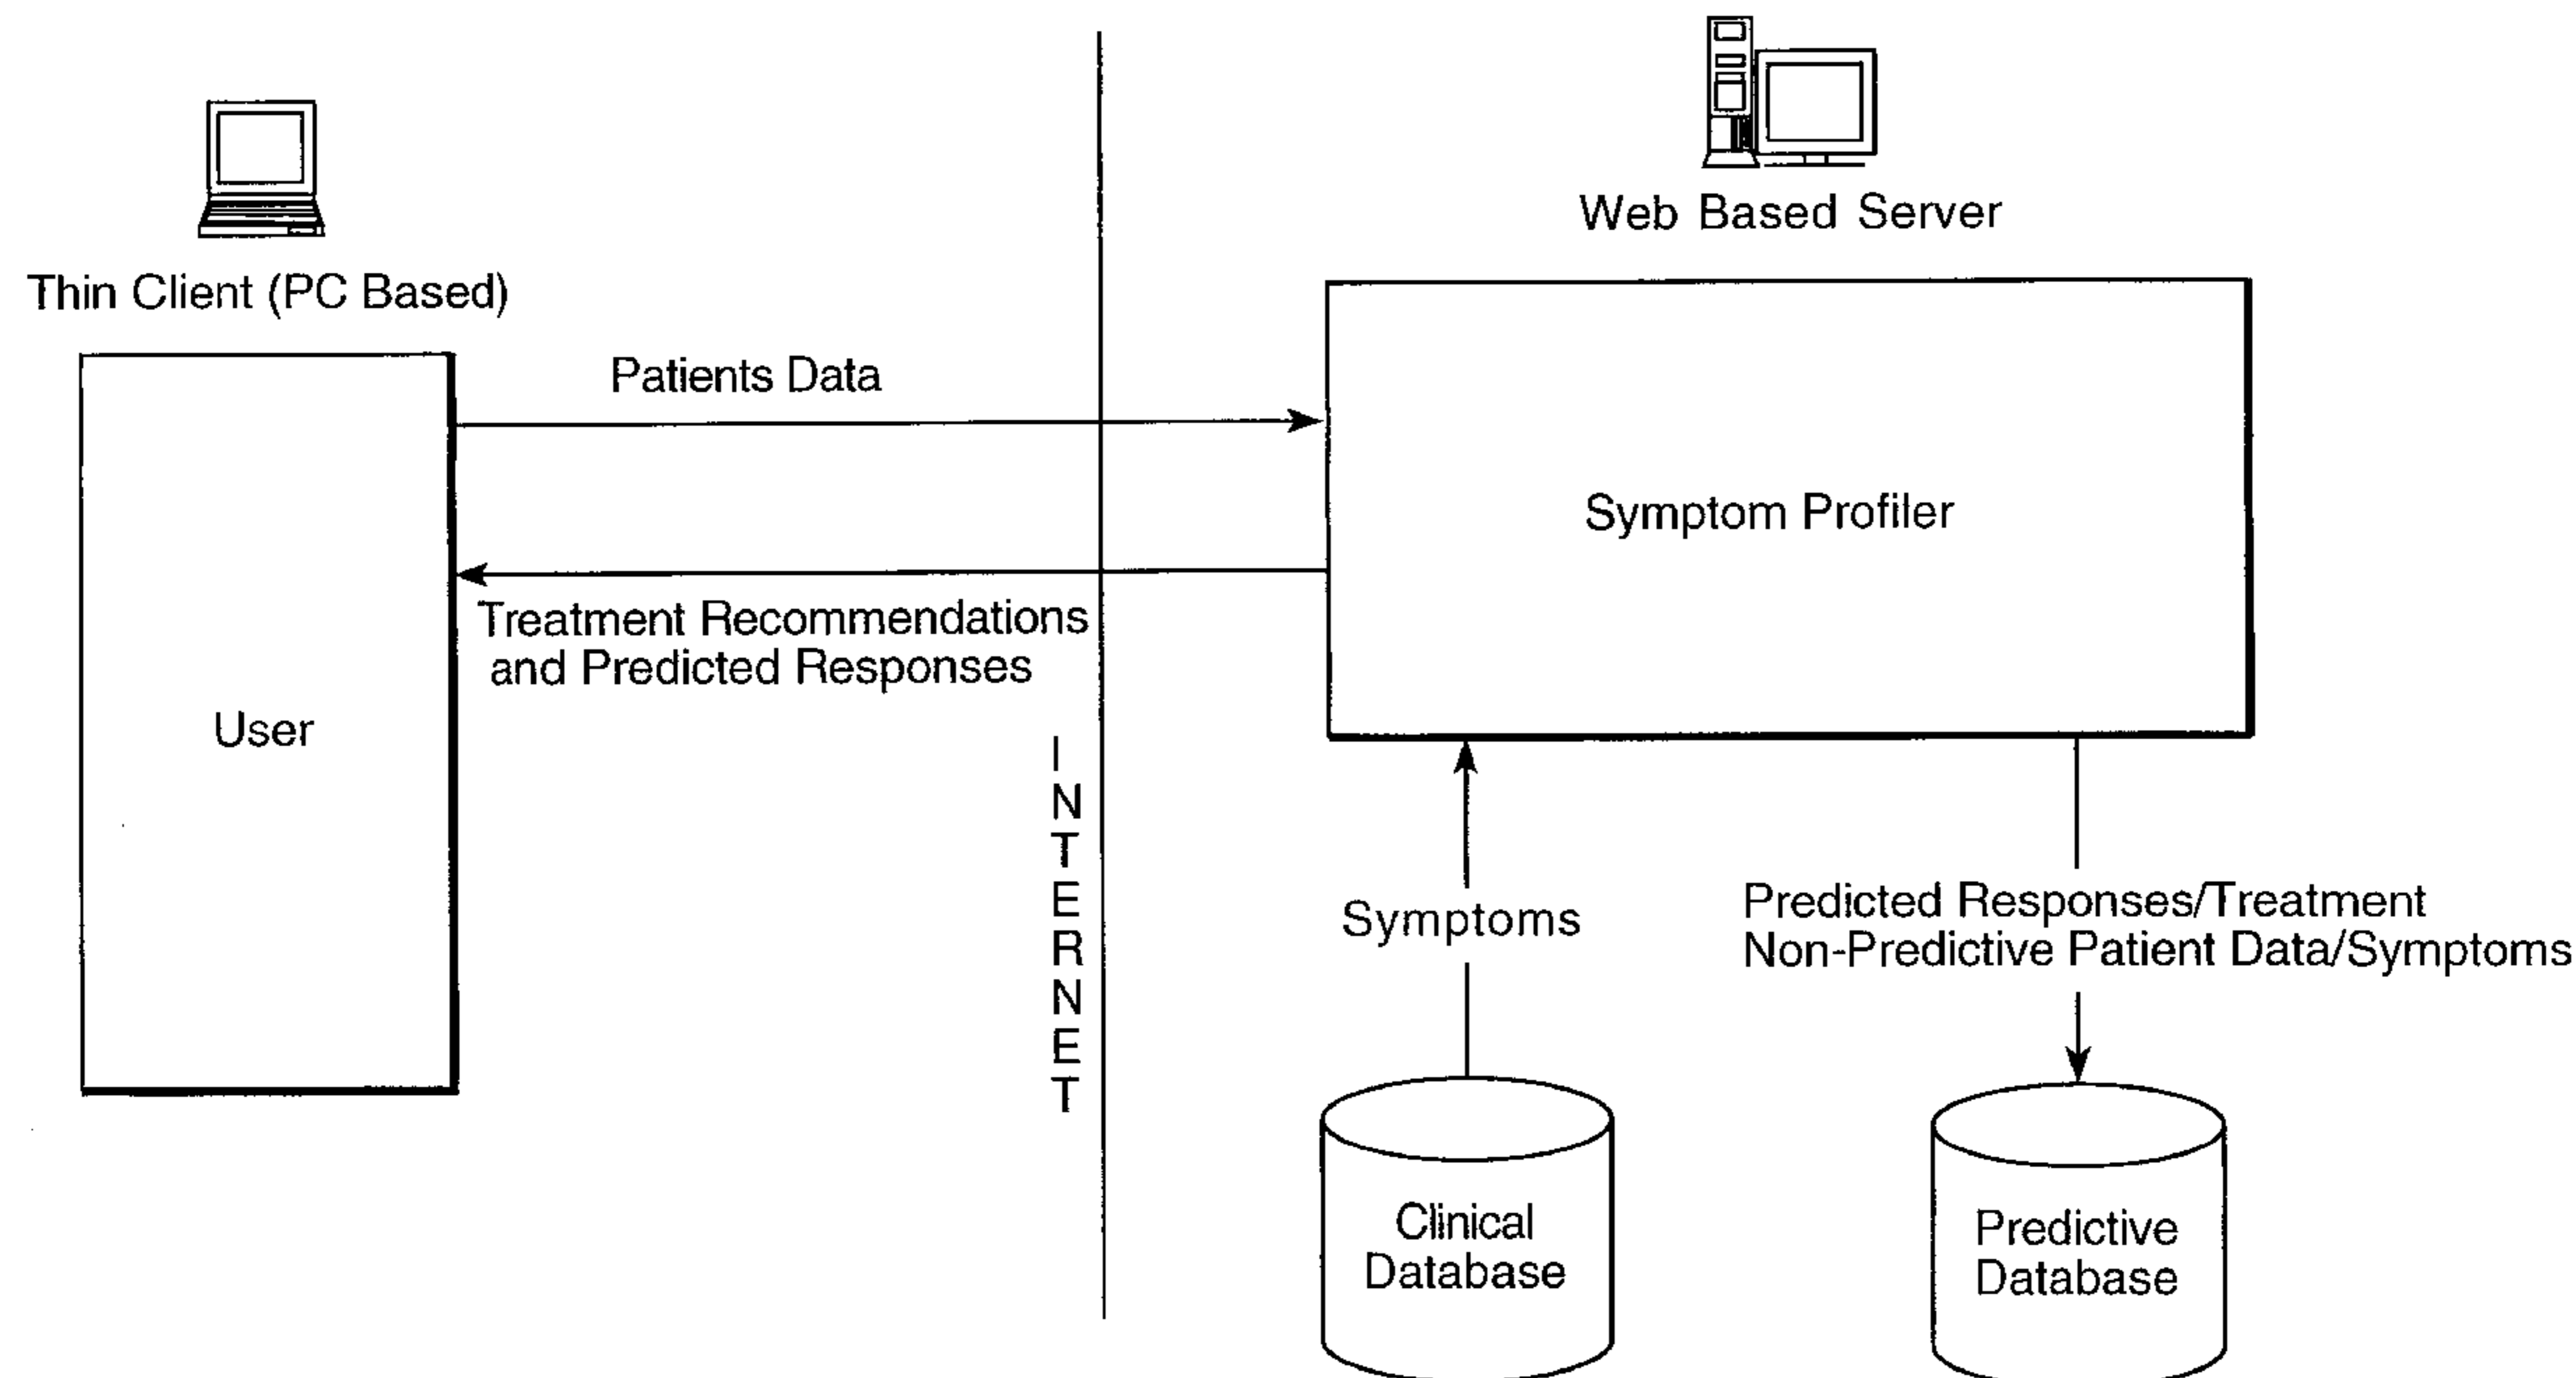 Web Based Server
Thin Client (PC Based)
Patients Data
Symptom Profiler
Treatment Recommendations
and Predicted Responses
User
INTERNET
Symptoms
Predicted Responses/Treatment
Non-Predictive Patient Data/Symptoms
Clinical
Database
Predictive
Database